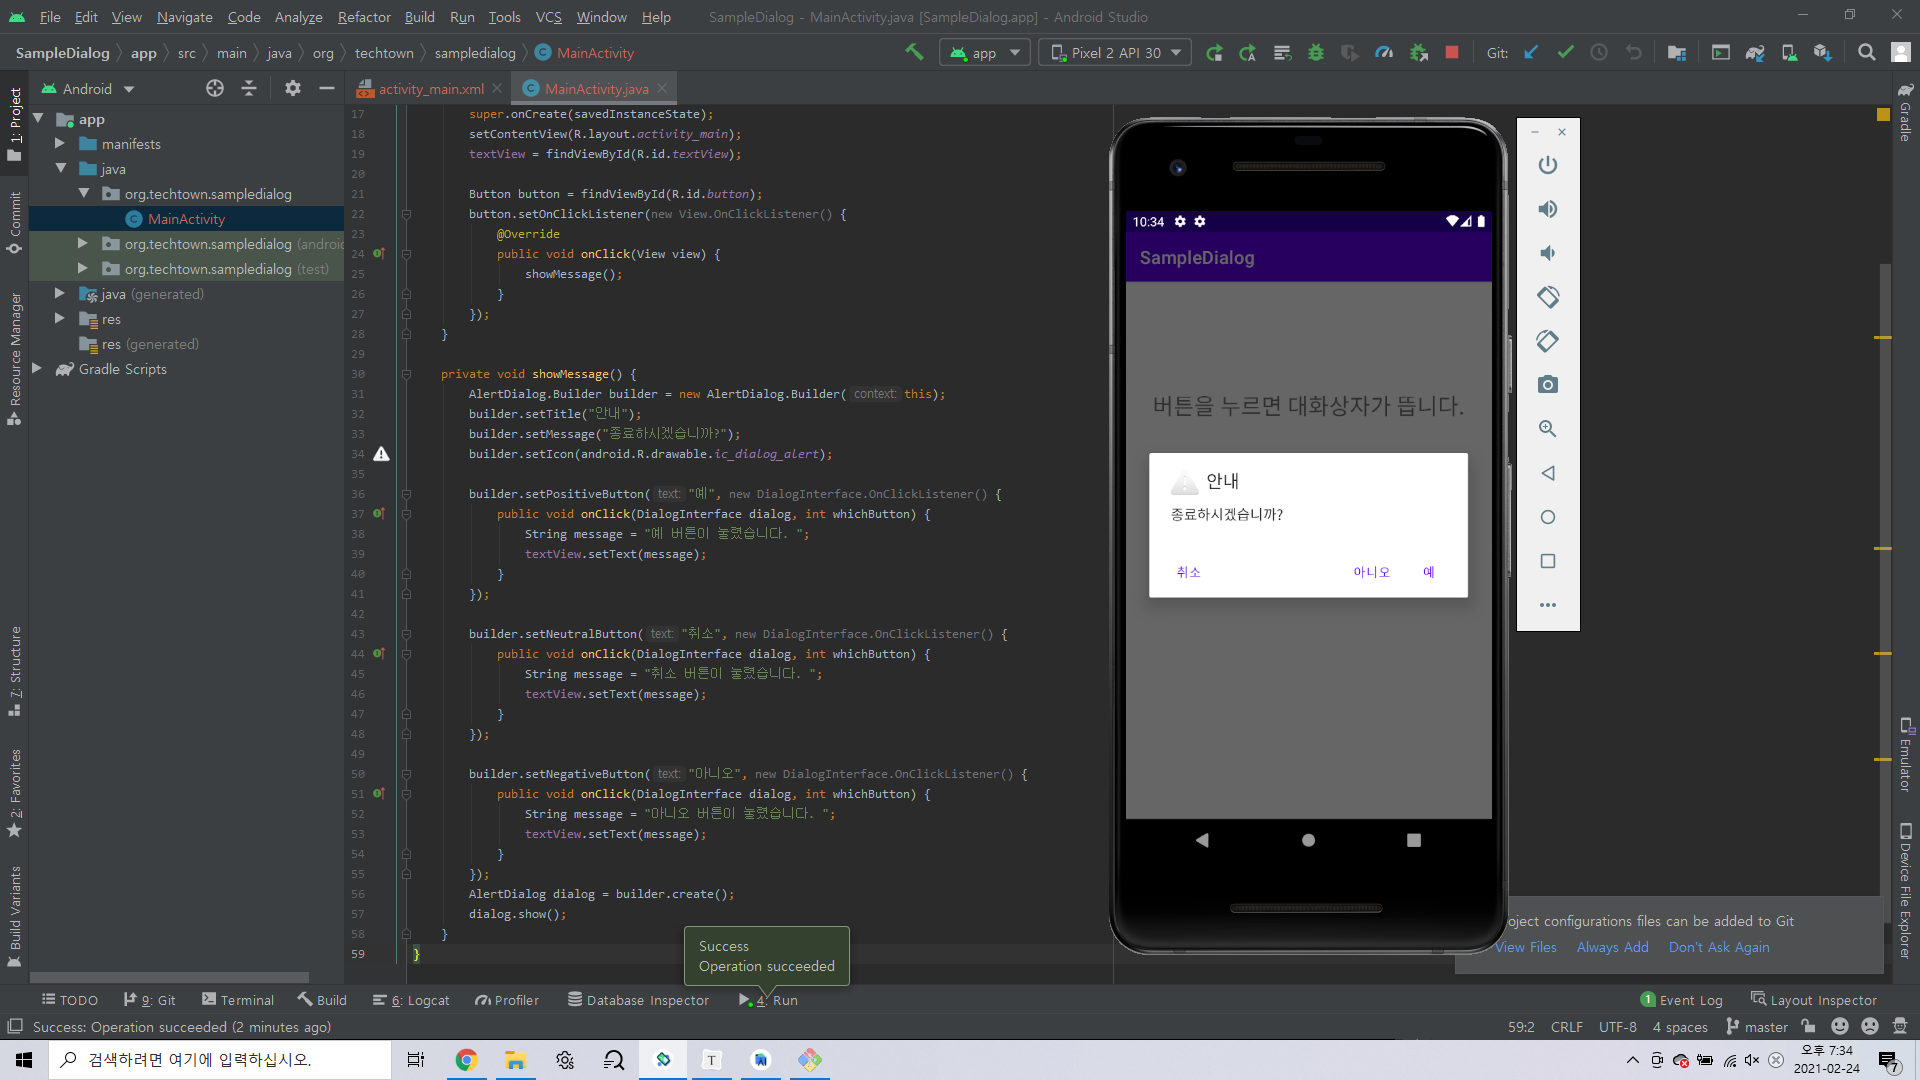 File Edit View Navigate Code Analyze Refactor Build Run Tools VCS Window Help SampleDialog - MainActivity.java [SampleDialog.app] - Android Studio
SampleDialog app src main java org techtown sampledialog MainActivity app Pixel 2 API 30 Git:
Android
activity_main.xml MainActivity.java
1: Project
Commit
Resource Manager
7: Structure
2: Favorites
Build Variants
app
manifests
java
org.techtown.sampledialog
MainActivity
org.techtown.sampledialog (androi
org.techtown.sampledialog (test)
java (generated)
res
res (generated)
Gradle Scripts
17 super.onCreate(savedInstanceState);
18 setContentView(R.layout.activity_main);
19 textView = findViewById(R.id.textView);
20
21 Button button = findViewById(R.id.button);
22 button.setOnClickListener(new View.OnClickListener() {
23 @Override
24 public void onClick(View view) {
25 showMessage();
26 }
27 });
28 }
29
30 private void showMessage() {
31 AlertDialog.Builder builder = new AlertDialog.Builder( context: this);
32 builder.setTitle("안내");
33 builder.setMessage("종료하시겠습니까?");
34 builder.setIcon(android.R.drawable.ic_dialog_alert);
35
36 builder.setPositiveButton( text: "예", new DialogInterface.OnClickListener() {
37 public void onClick(DialogInterface dialog, int whichButton) {
38 String message = "예 버튼이 눌렸습니다. ";
39 textView.setText(message);
40 }
41 });
42
43 builder.setNeutralButton( text: "취소", new DialogInterface.OnClickListener() {
44 public void onClick(DialogInterface dialog, int whichButton) {
45 String message = "취소 버튼이 눌렸습니다. ";
46 textView.setText(message);
47 }
48 });
49
50 builder.setNegativeButton( text: "아니오", new DialogInterface.OnClickListener() {
51 public void onClick(DialogInterface dialog, int whichButton) {
52 String message = "아니오 버튼이 눌렸습니다. ";
53 textView.setText(message);
54 }
55 });
56 AlertDialog dialog = builder.create();
57 dialog.show();
58 }
59 }
10:34
SampleDialog
버튼을 누르면 대화상자가 뜹니다.
안내
종료하시겠습니까?
취소 아니오 예
Gradle
Emulator
Device File Explorer
Success
Operation succeeded
oject configurations files can be added to Git
View Files Always Add Don't Ask Again
TODO 9: Git Terminal Build 6: Logcat Profiler Database Inspector 4: Run 1 Event Log Layout Inspector
Success: Operation succeeded (2 minutes ago) 59:2 CRLF UTF-8 4 spaces master
검색하려면 여기에 입력하십시오.
오후 7:34
2021-02-24
7